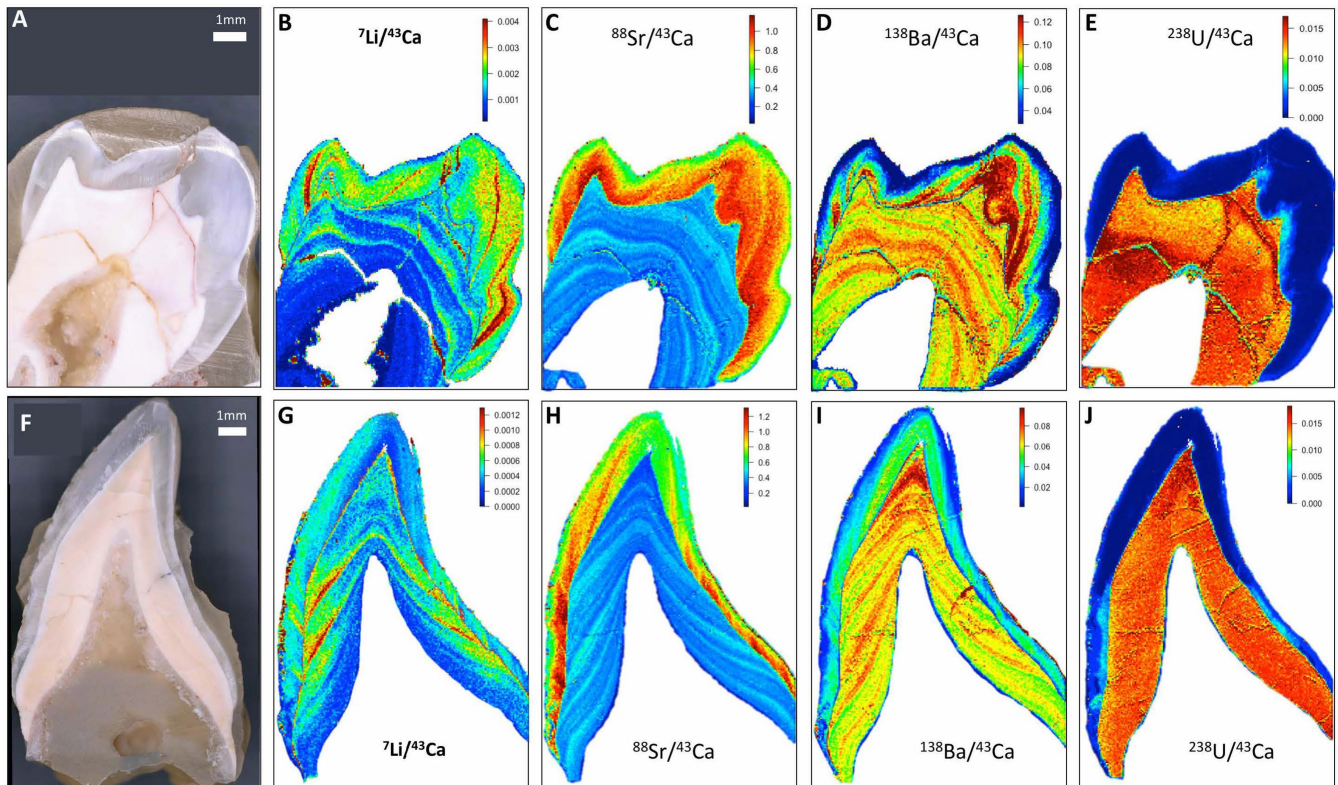 A
1mm
B
⁷Li/⁴³Ca
0.004
0.003
0.002
0.001
C
⁸⁸Sr/⁴³Ca
1.0
0.8
0.6
0.4
0.2
D
¹³⁸Ba/⁴³Ca
0.12
0.10
0.08
0.06
0.04
E
²³⁸U/⁴³Ca
0.015
0.010
0.005
0.000
F
1mm
G
0.0012
0.0010
0.0008
0.0006
0.0004
0.0002
0.0000
⁷Li/⁴³Ca
H
1.2
1.0
0.8
0.6
0.4
0.2
⁸⁸Sr/⁴³Ca
I
0.08
0.06
0.04
0.02
¹³⁸Ba/⁴³Ca
J
0.015
0.010
0.005
0.000
²³⁸U/⁴³Ca